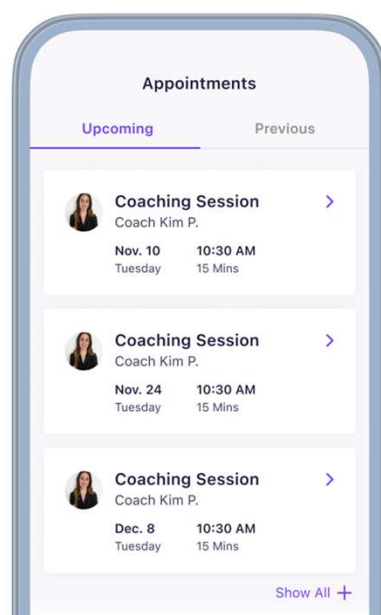 Appointments
Upcoming Previous
Coaching Session
Coach Kim P.
Nov. 10 10:30 AM
Tuesday 15 Mins
Coaching Session
Coach Kim P.
Nov. 24 10:30 AM
Tuesday 15 Mins
Coaching Session
Coach Kim P.
Dec. 8 10:30 AM
Tuesday 15 Mins
Show All +